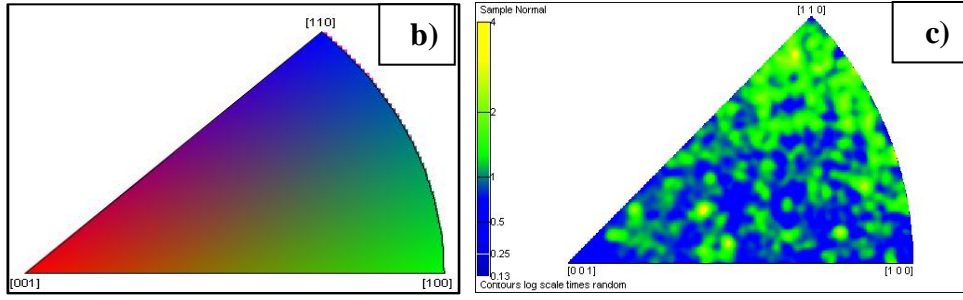 [110]
b)
[001]
[100]
Sample Normal
[1 1 0]
c)
4
2
1
0.5
0.25
0.13
[0 0 1]
[1 0 0]
Contours log scale times random